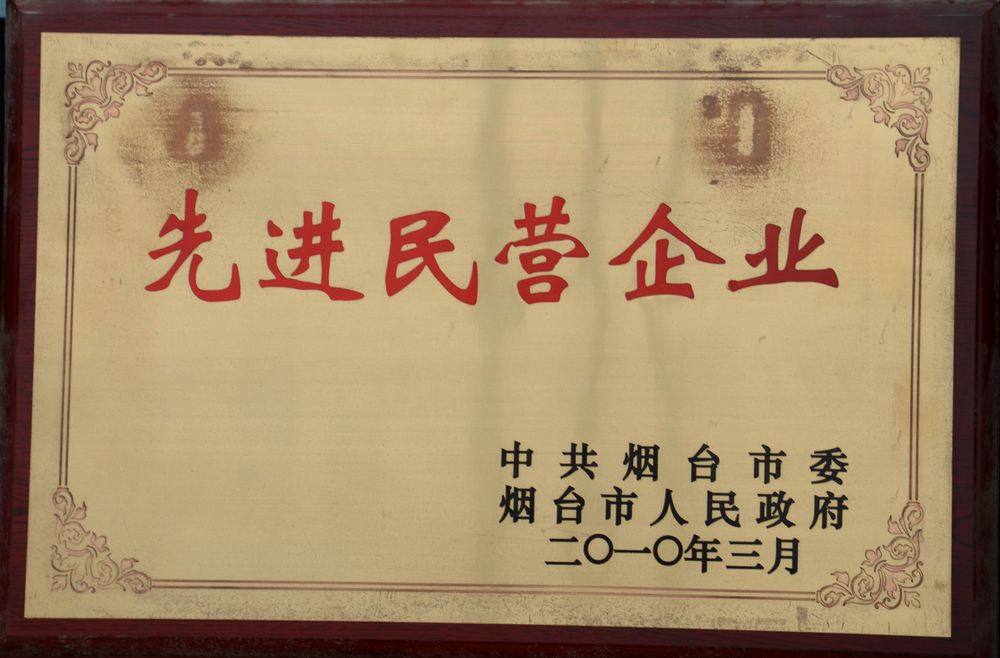 先进民营企业
中共烟台市委
烟台市人民政府
二〇一〇年三月